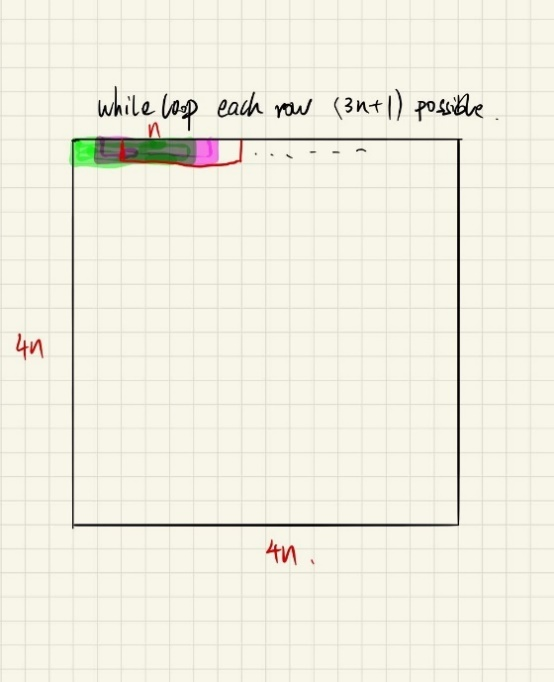 while loop each row (3n+1) possible.
n
4n
4n.